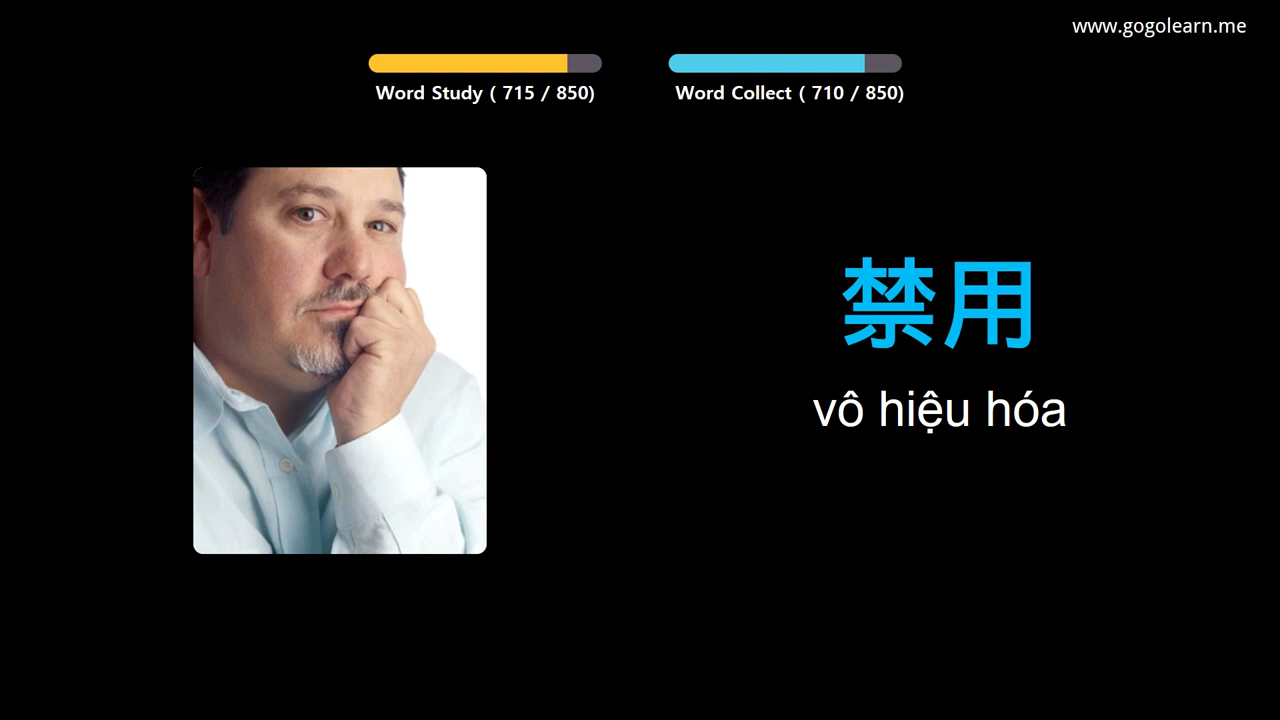 www.gogolearn.me
Word Study ( 715 / 850)
Word Collect ( 710 / 850)
禁用
vô hiệu hóa